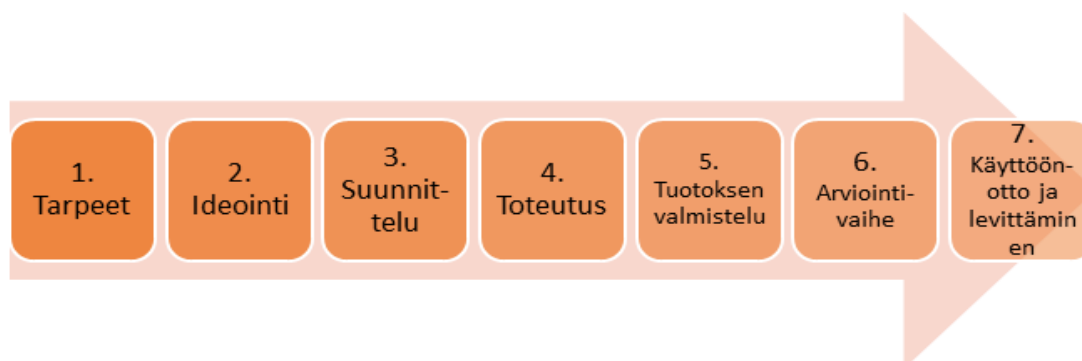 1.
Tarpeet
2.
Ideointi
3.
Suunnit-
telu
4.
Toteutus
5.
Tuotoksen
valmistelu
6.
Arviointi-
vaihe
7.
Käyttöön-
otto ja
levittämin
en